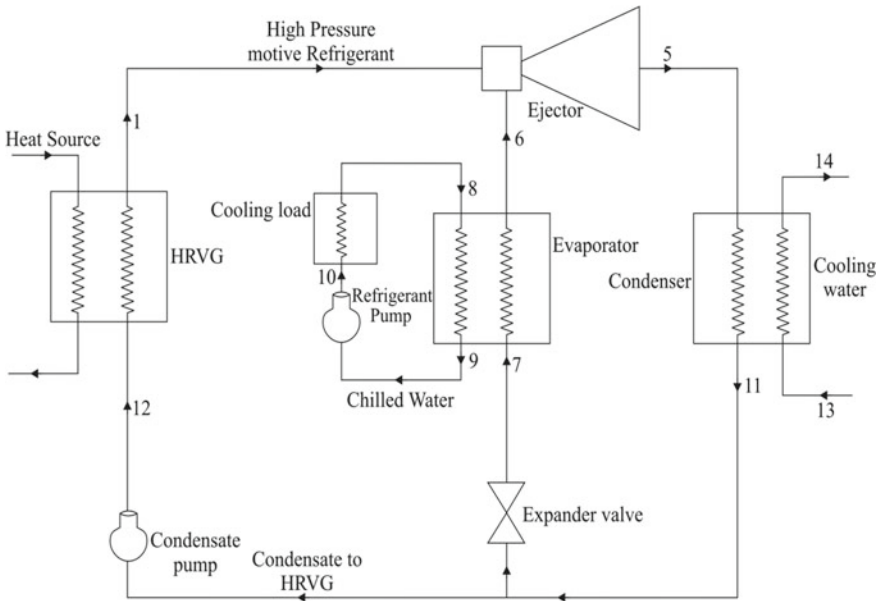 High Pressure
motive Refrigerant
5
Ejector
1
Heat Source
6
14
8
Cooling load
Evaporator
HRVG
Condenser
Cooling
water
10
Refrigerant
Pump
9
7
11
13
Chilled Water
12
Expander valve
Condensate
pump
Condensate to
HRVG